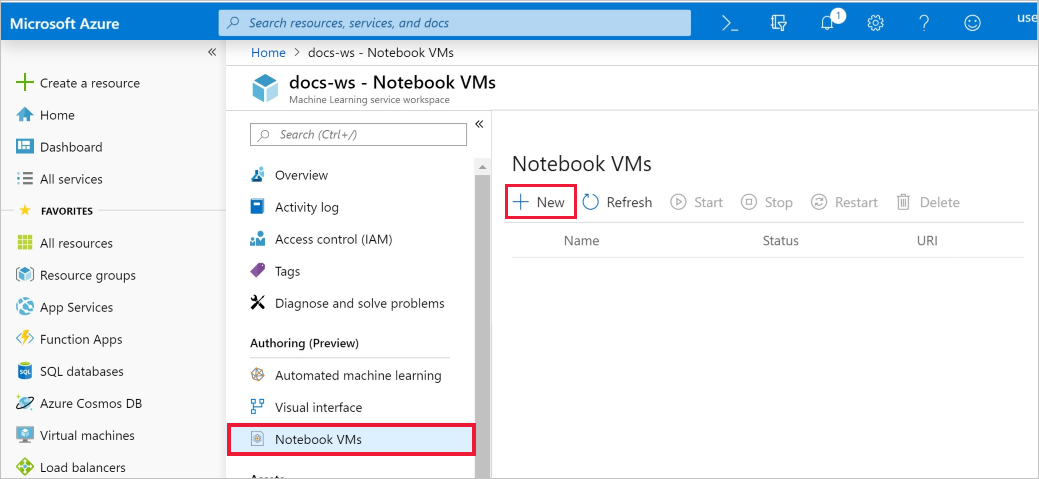 Microsoft Azure
Search resources, services, and docs
1
?
use
Create a resource
Home
Dashboard
All services
FAVORITES
All resources
Resource groups
App Services
Function Apps
SQL databases
Azure Cosmos DB
Virtual machines
Load balancers
Home > docs-ws - Notebook VMs
docs-ws - Notebook VMs
Machine Learning service workspace
Search (Ctrl+/)
Overview
Activity log
Access control (IAM)
Tags
Diagnose and solve problems
Authoring (Preview)
Automated machine learning
Visual interface
Notebook VMs
Notebook VMs
New Refresh Start Stop Restart Delete
Name Status URI